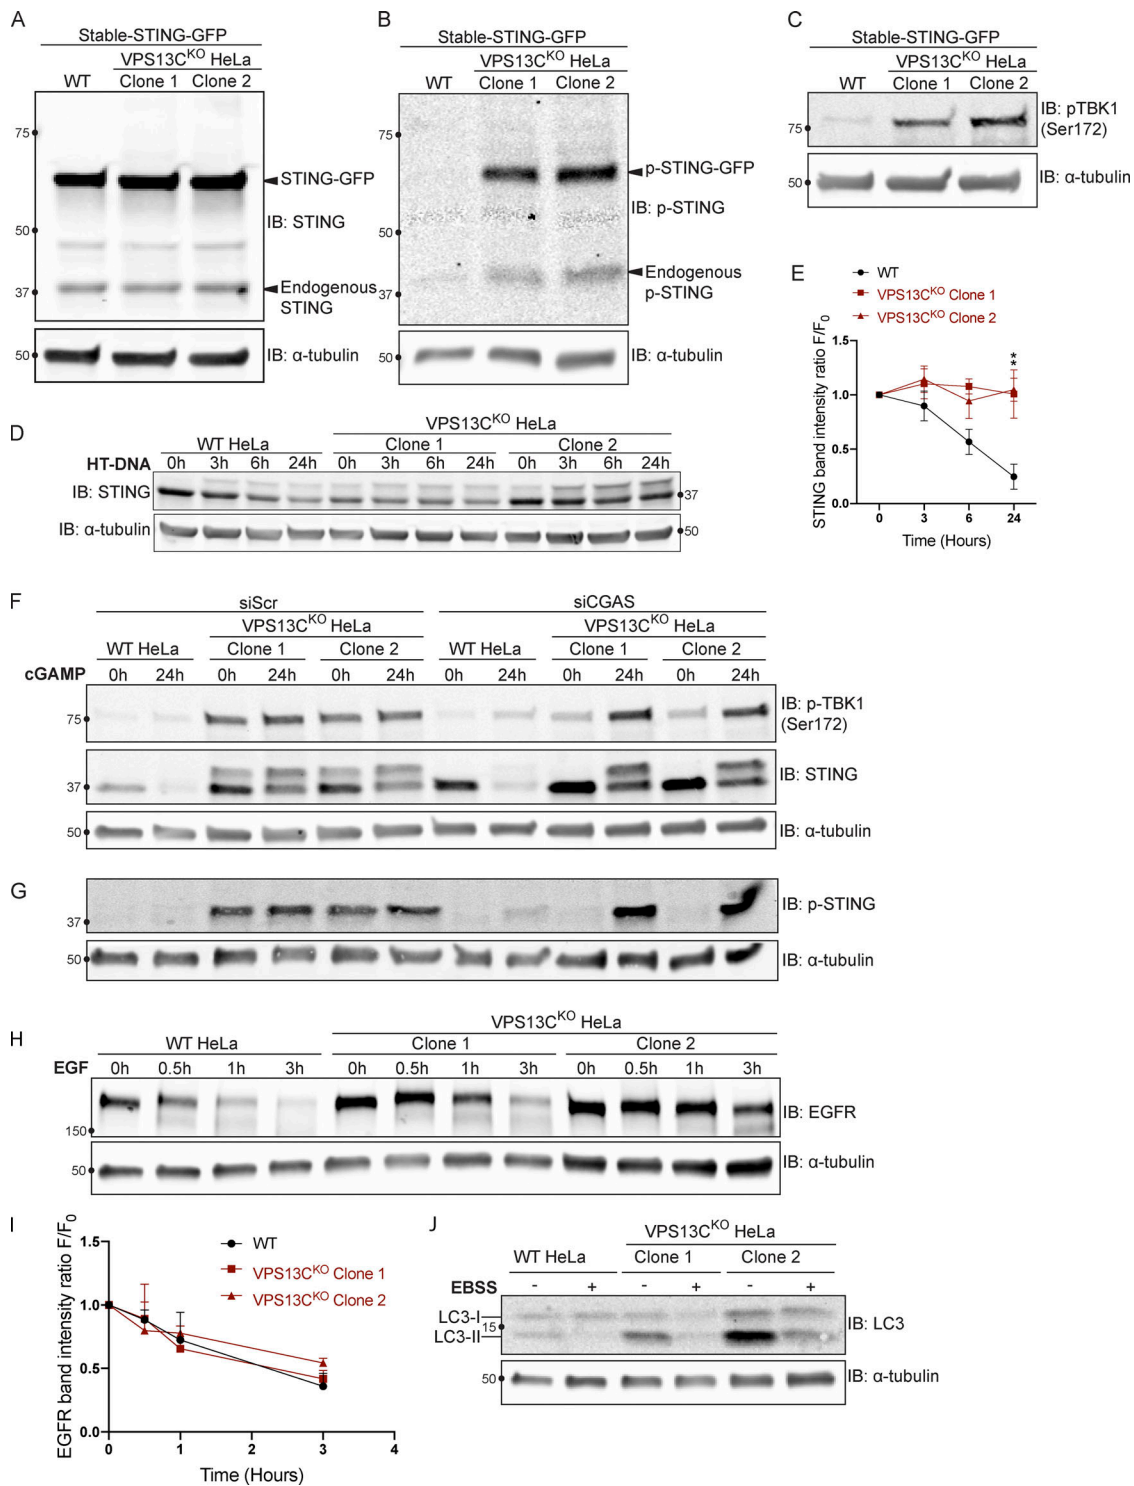 A
Stable-STING-GFP
VPS13C^KO HeLa
WT Clone 1 Clone 2
75
50
37
STING-GFP
IB: STING
Endogenous
STING
50
IB: α-tubulin
B
Stable-STING-GFP
VPS13C^KO HeLa
WT Clone 1 Clone 2
75
50
37
p-STING-GFP
IB: p-STING
Endogenous
p-STING
50
IB: α-tubulin
C
Stable-STING-GFP
VPS13C^KO HeLa
WT Clone 1 Clone 2
75
IB: pTBK1
(Ser172)
50
IB: α-tubulin
D
VPS13C^KO HeLa
WT HeLa Clone 1 Clone 2
HT-DNA 0h 3h 6h 24h 0h 3h 6h 24h 0h 3h 6h 24h
IB: STING 37
IB: α-tubulin 50
E
WT
VPS13C^KO Clone 1
VPS13C^KO Clone 2
STING band intensity ratio F/F0
1.5
1.0
0.5
0.0
**
0 3 6 24
Time (Hours)
F
siScr siCGAS
VPS13C^KO HeLa VPS13C^KO HeLa
WT HeLa Clone 1 Clone 2 WT HeLa Clone 1 Clone 2
cGAMP 0h 24h 0h 24h 0h 24h 0h 24h 0h 24h 0h 24h
75
IB: p-TBK1
(Ser172)
37 IB: STING
50 IB: α-tubulin
G
37 IB: p-STING
50 IB: α-tubulin
H
VPS13C^KO HeLa
WT HeLa Clone 1 Clone 2
EGF 0h 0.5h 1h 3h 0h 0.5h 1h 3h 0h 0.5h 1h 3h
150 IB: EGFR
50 IB: α-tubulin
I
EGFR band intensity ratio F/F0
1.5
1.0
0.5
0.0
WT
VPS13C^KO Clone 1
VPS13C^KO Clone 2
0 1 2 3 4
Time (Hours)
J
VPS13C^KO HeLa
WT HeLa Clone 1 Clone 2
EBSS - + - + - +
LC3-I
15
LC3-II
IB: LC3
50 IB: α-tubulin